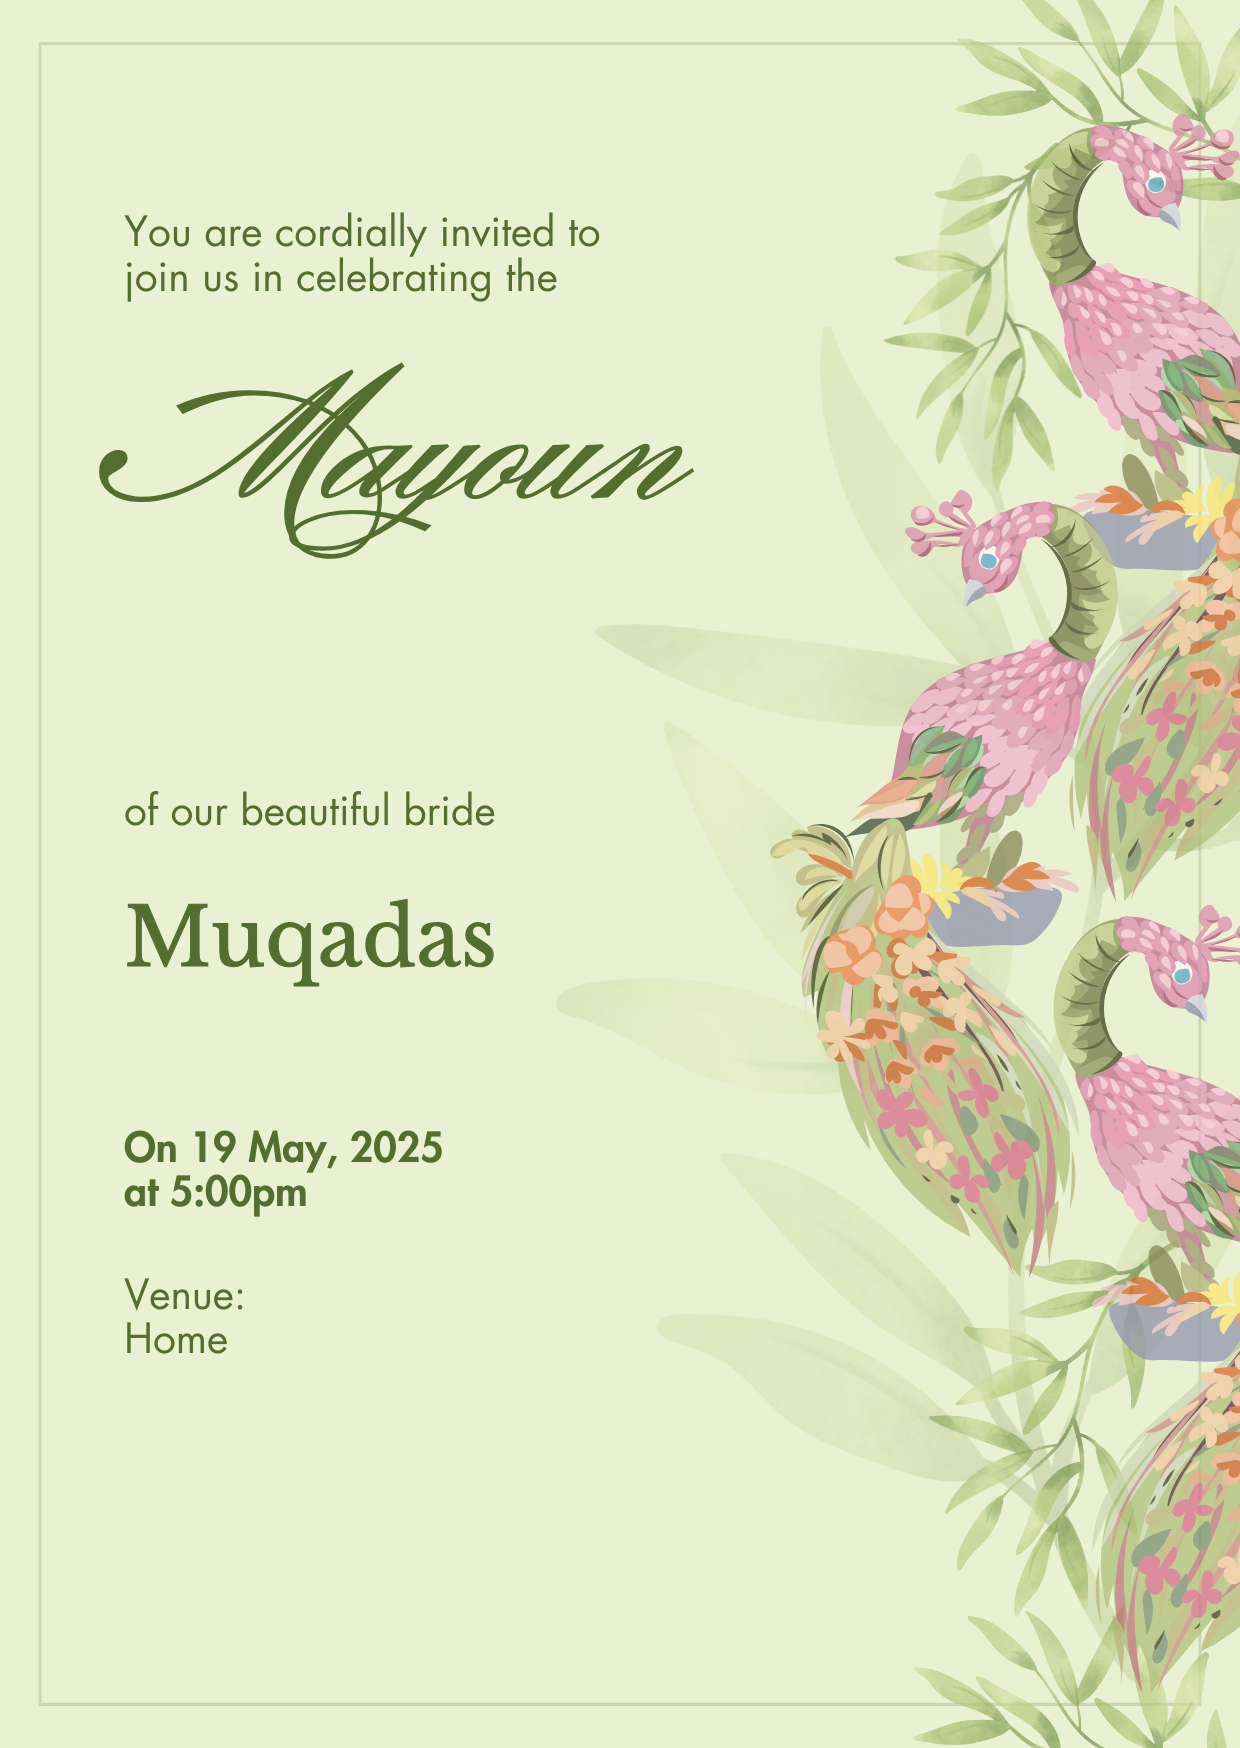 You are cordially invited to
join us in celebrating the
Mayoun
of our beautiful bride
Muqadas
On 19 May, 2025
at 5:00pm
Venue:
Home